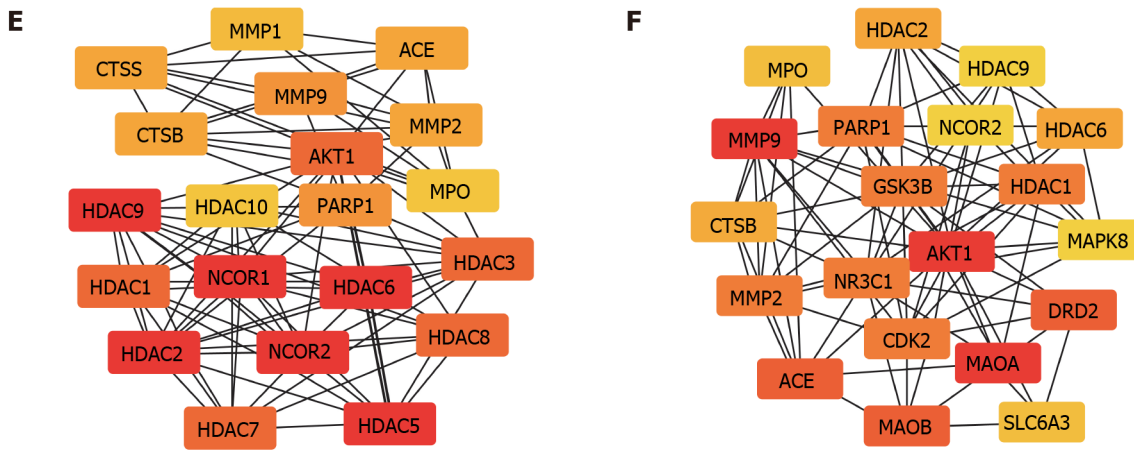 E
MMP1
ACE
CTSS
MMP9
CTSB
MMP2
AKT1
MPO
HDAC9
HDAC10
PARP1
HDAC3
NCOR1
HDAC1
HDAC6
HDAC8
HDAC2
NCOR2
HDAC7
HDAC5
F
HDAC2
MPO
HDAC9
MMP9
PARP1
NCOR2
HDAC6
GSK3B
HDAC1
CTSB
MAPK8
AKT1
NR3C1
MMP2
DRD2
CDK2
MAOA
ACE
MAOB
SLC6A3